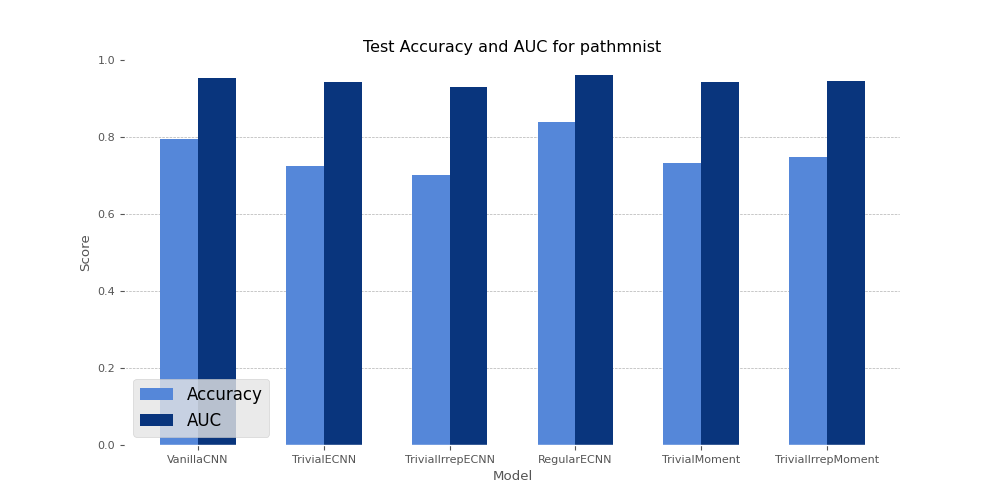 Test Accuracy and AUC for pathmnist
1.0
0.8
0.6
0.4
0.2
0.0
Score
Accuracy
AUC
VanillaCNN TrivialECNN TrivialIrrepECNN RegularECNN TrivialMoment TrivialIrrepMoment
Model